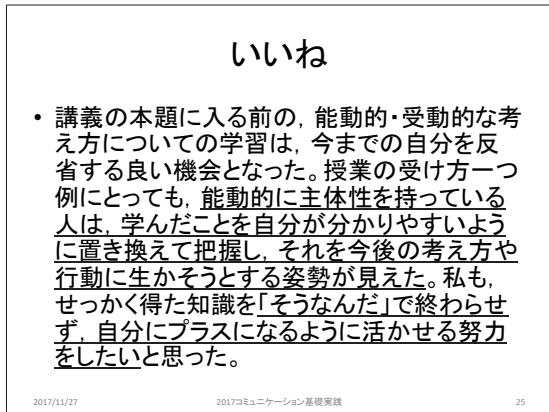 いいね
• 講義の本題に入る前の，能動的・受動的な考
え方についての学習は，今までの自分を反
省する良い機会となった。授業の受け方一つ
例にとっても，能動的に主体性を持っている
人は，学んだことを自分が分かりやすいよう
に置き換えて把握し，それを今後の考え方や
行動に生かそうとする姿勢が見えた。私も，
せっかく得た知識を「そうなんだ」で終わらせ
ず，自分にプラスになるように活かせる努力
をしたいと思った。
2017/11/27 2017コミュニケーション基礎実践 25